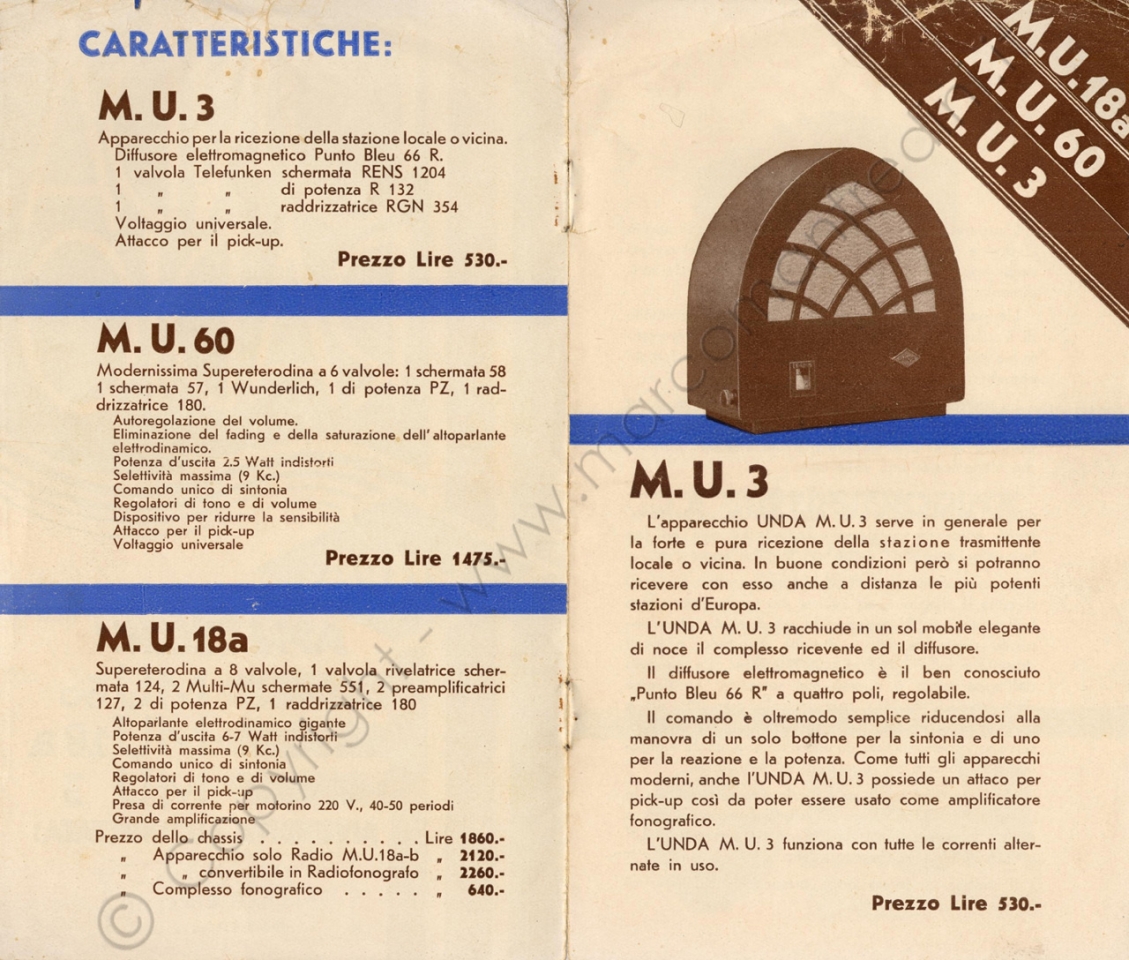 CARATTERISTICHE:
M. U. 3
Apparecchio per la ricezione della stazione locale o vicina.
Diffusore elettromagnetico Punto Bleu 66 R.
1 valvola Telefunken schermata RENS 1204
1 „ „ di potenza R 132
1 „ „ raddrizzatrice RGN 354
Voltaggio universale.
Attacco per il pick-up.
Prezzo Lire 530.-
M. U. 60
Modernissima Supereterodina a 6 valvole: 1 schermata 58
1 schermata 57, 1 Wunderlich, 1 di potenza PZ, 1 rad-
drizzatrice 180.
Autoregolazione del volume.
Eliminazione del fading e della saturazione dell'altoparlante
elettrodinamico.
Potenza d'uscita 2.5 Watt indistorti
Selettività massima (9 Kc.)
Comando unico di sintonia
Regolatori di tono e di volume
Dispositivo per ridurre la sensibilità
Attacco per il pick-up
Voltaggio universale
Prezzo Lire 1475.-
M. U. 18a
Supereterodina a 8 valvole, 1 valvola rivelatrice scher-
mata 124, 2 Multi-Mu schermate 551, 2 preamplificatrici
127, 2 di potenza PZ, 1 raddrizzatrice 180
Altoparlante elettrodinamico gigante
Potenza d'uscita 6-7 Watt indistorti
Selettività massima (9 Kc.)
Comando unico di sintonia
Regolatori di tono e di volume
Attacco per il pick-up
Presa di corrente per motorino 220 V., 40-50 periodi
Grande amplificazione
Prezzo dello chassis . . . . . . . . . . Lire 1860.-
„ Apparecchio solo Radio M.U.18a-b „ 2120.-
„ „ convertibile in Radiofonografo „ 2260.-
„ Complesso fonografico . . . . . „ 640.-
M. U. 18a
M. U. 60
M. U. 3
M. U. 3
L'apparecchio UNDA M. U. 3 serve in generale per
la forte e pura ricezione della stazione trasmittente
locale o vicina. In buone condizioni però si potranno
ricevere con esso anche a distanza le più potenti
stazioni d'Europa.
L'UNDA M. U. 3 racchiude in un sol mobile elegante
di noce il complesso ricevente ed il diffusore.
Il diffusore elettromagnetico è il ben conosciuto
„Punto Bleu 66 R" a quattro poli, regolabile.
Il comando è oltremodo semplice riducendosi alla
manovra di un solo bottone per la sintonia e di uno
per la reazione e la potenza. Come tutti gli apparecchi
moderni, anche l'UNDA M. U. 3 possiede un attaco per
pick-up così da poter essere usato come amplificatore
fonografico.
L'UNDA M. U. 3 funziona con tutte le correnti alter-
nate in uso.
Prezzo Lire 530.-